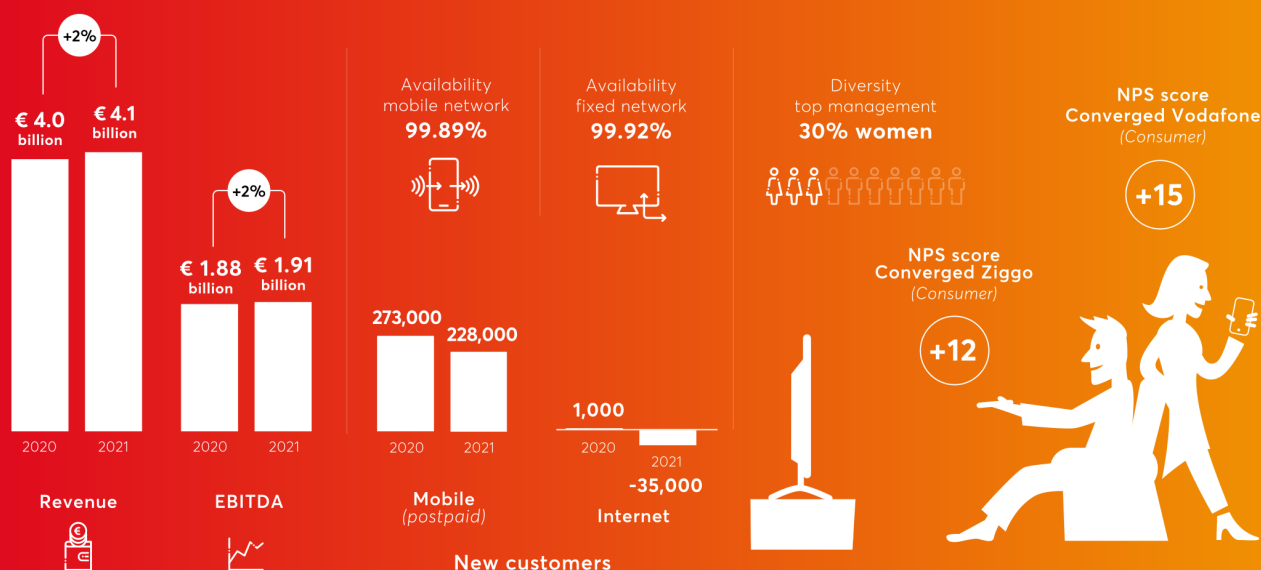 +2%
€ 4.0
billion
€ 4.1
billion
2020
2021
Revenue
€
+2%
€ 1.88
billion
€ 1.91
billion
2020
2021
EBITDA
Availability
mobile network
99.89%
273,000
228,000
2020
2021
Mobile
(postpaid)
Availability
fixed network
99.92%
1,000
2020
2021
-35,000
Internet
New customers
Diversity
top management
30% women
NPS score
Converged Ziggo
(Consumer)
+12
NPS score
Converged Vodafone
(Consumer)
+15